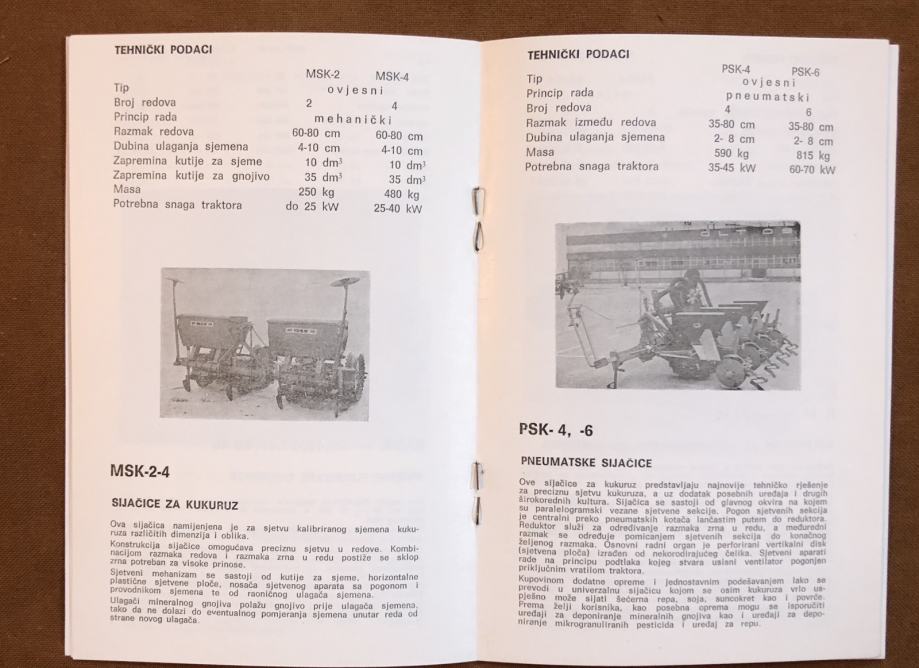 TEHNIČKI PODACI
MSK-2 MSK-4
Tip ovjesni
Broj redova 2 4
Princip rada mehanički
Razmak redova 60-80 cm 60-80 cm
Dubina ulaganja sjemena 4-10 cm 4-10 cm
Zapremina kutije za sjeme 10 dm³ 10 dm³
Zapremina kutije za gnojivo 35 dm³ 35 dm³
Masa 250 kg 480 kg
Potrebna snaga traktora do 25 kW 25-40 kW
MSK-2-4
SIJAČICE ZA KUKURUZ
Ova sijačica namijenjena je za sjetvu kalibriranog sjemena kuku-
ruza različitih dimenzija i oblika.
Konstrukcija sijačice omogućava preciznu sjetvu u redove. Kombi-
nacijom razmaka redova i razmaka zrna u redu postiže se sklop
zrna potreban za visoke prinose.
Sjetveni mehanizam se sastoji od kutije za sjeme, horizontalne
plastične sjetvene ploče, nosača sjetvenog aparata sa pogonom i
provodnikom sjemena te od raoničnog ulagača sjemena.
Ulagači mineralnog gnojiva polažu gnojivo prije ulagača sjemena,
tako da ne dolazi do eventualnog pomjeranja sjemena unutar reda od
strane novog ulagača.
TEHNIČKI PODACI
PSK-4 PSK-6
Tip ovjesni
Princip rada pneumatski
Broj redova 4 6
Razmak između redova 35-80 cm 35-80 cm
Dubina ulaganja sjemena 2- 8 cm 2- 8 cm
Masa 590 kg 815 kg
Potrebna snaga traktora 35-45 kW 60-70 kW
PSK- 4, -6
PNEUMATSKE SIJAČICE
Ove sijačice za kukuruz predstavljaju najnovije tehničko rješenje
za preciznu sjetvu kukuruza, a uz dodatak posebnih uređaja i drugih
širokorednih kultura. Sijačica se sastoji od glavnog okvira na kojem
su paralelogramski vezane sjetvene sekcije. Pogon sjetvenih sekcija
je centralni preko pneumatskih kotača lančastim putem do reduktora.
Reduktor služi za određivanje razmaka zrna u redu, a međuredni
razmak se određuje pomicanjem sjetvenih sekcija do konačnog
željenog razmaka. Osnovni radni organ je perforirani vertikalni disk
(sjetvena ploča) izrađen od nekorodirajućeg čelika. Sjetveni aparati
rade na principu podtlaka kojeg stvara usisni ventilator pogonjen
priključnim vratilom traktora.
Kupovinom dodatne opreme i jednostavnim podešavanjem lako se
prevodi u univerzalnu sijačicu kojom se osim kukuruza vrlo us-
pješno može sijati šećerna repa, soja, suncokret kao i povrće.
Prema želji korisnika, kao posebna oprema mogu se isporučiti
uređaji za deponiranje mineralnih gnojiva kao i uređaji za depo-
niranje mikrogranuliranih pesticida i uređaj za repu.